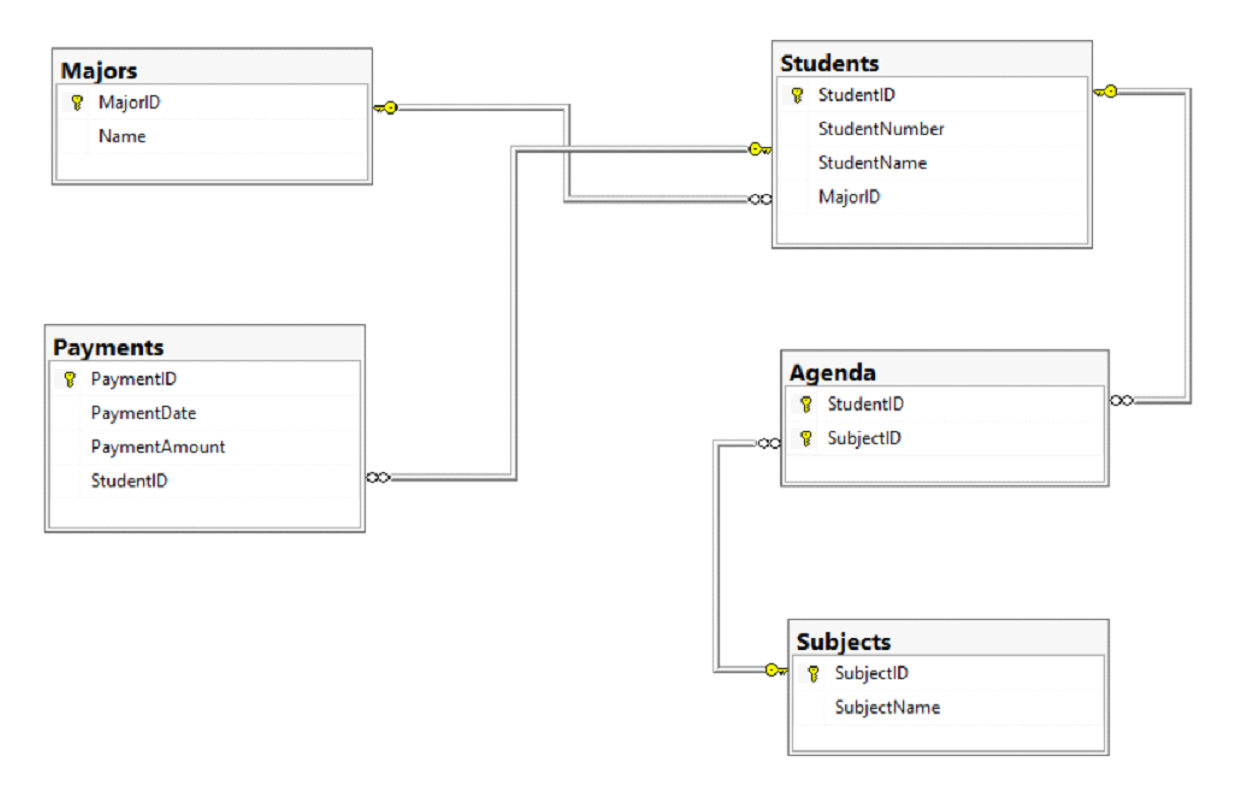 Majors
MajorID
Name
Students
StudentID
StudentNumber
StudentName
MajorID
Payments
PaymentID
PaymentDate
PaymentAmount
StudentID
Agenda
StudentID
SubjectID
Subjects
SubjectID
SubjectName